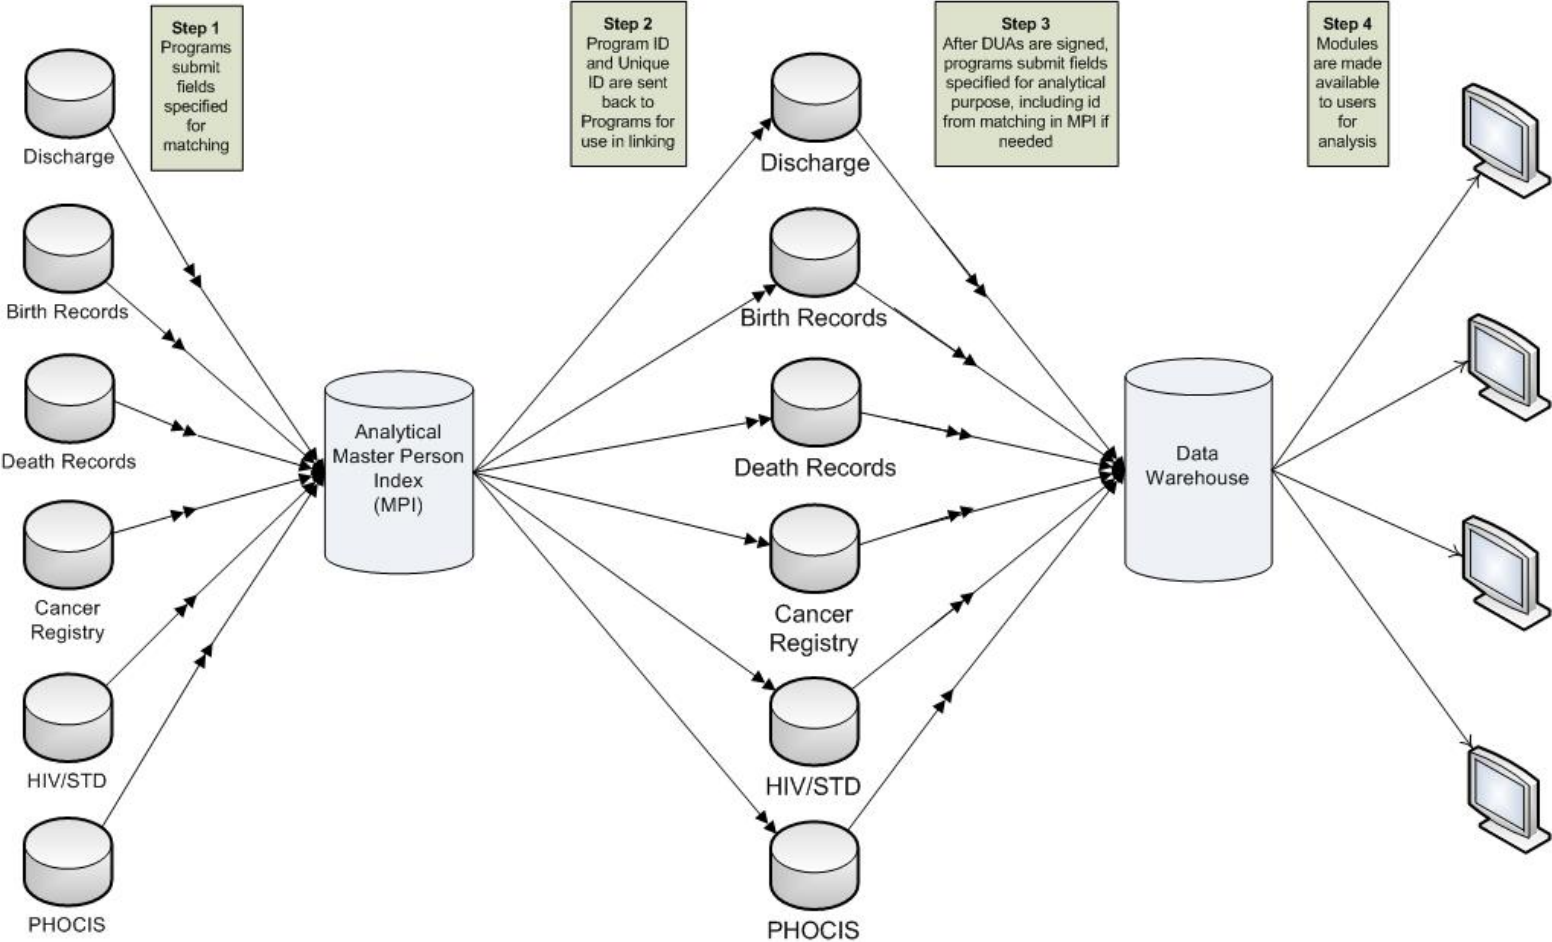 Step 1
Programs
submit
fields
specified
for
matching
Step 2
Program ID
and Unique
ID are sent
back to
Programs for
use in linking
Step 3
After DUAs are signed,
programs submit fields
specified for analytical
purpose, including id
from matching in MPI if
needed
Step 4
Modules
are made
available
to users
for
analysis
Discharge
Birth Records
Death Records
Cancer
Registry
HIV/STD
PHOCIS
Analytical
Master Person
Index
(MPI)
Discharge
Birth Records
Death Records
Cancer
Registry
HIV/STD
PHOCIS
Data
Warehouse